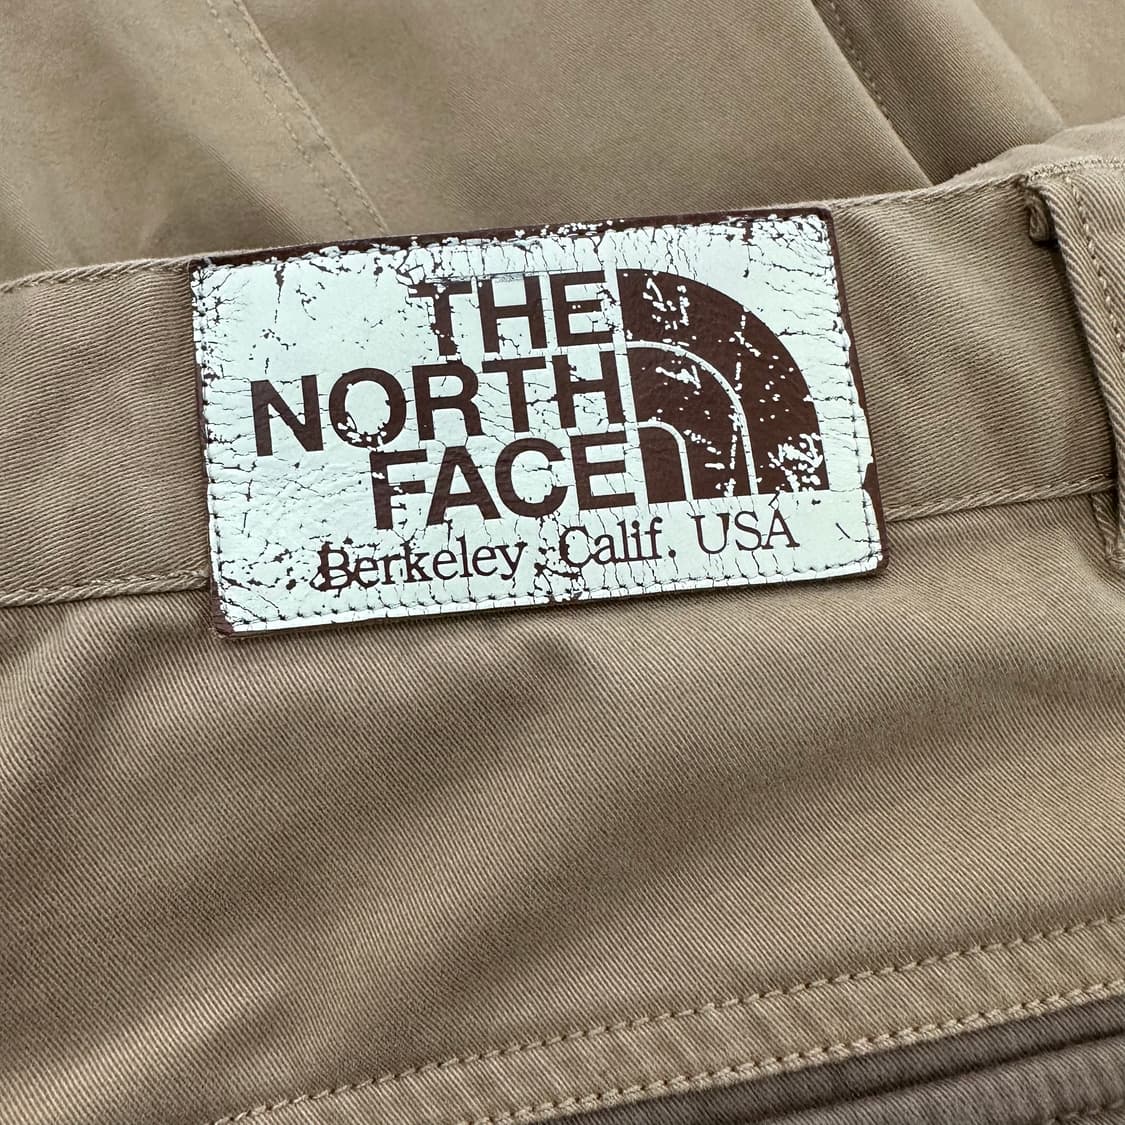 THE
NORTH
FACE
Berkeley . Calif. USA